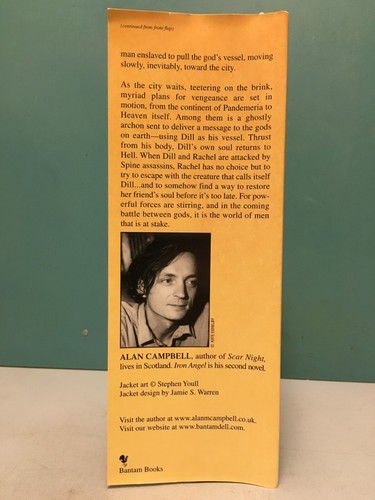 (continued from front flap)
man enslaved to pull the god's vessel, moving
slowly, inevitably, toward the city.
As the city waits, teetering on the brink,
myriad plans for vengeance are set in
motion, from the continent of Pandemeria to
Heaven itself. Among them is a ghostly
archon sent to deliver a message to the gods
on earth—using Dill as his vessel. Thrust
from his body, Dill's own soul returns to
Hell. When Dill and Rachel are attacked by
Spine assassins, Rachel has no choice but to
try to escape with the creature that calls itself
Dill...and to somehow find a way to restore
her friend's soul before it's too late. For pow-
erful forces are stirring, and in the coming
battle between gods, it is the world of men
that is at stake.
© KATE
ALAN CAMPBELL, author of Scar Night,
lives in Scotland. Iron Angel is his second novel.
Jacket art © Stephen Youll
Jacket design by Jamie S. Warren
Visit the author at www.alanmcampbell.co.uk.
Visit our website at www.bantamdell.com.
Bantam Books